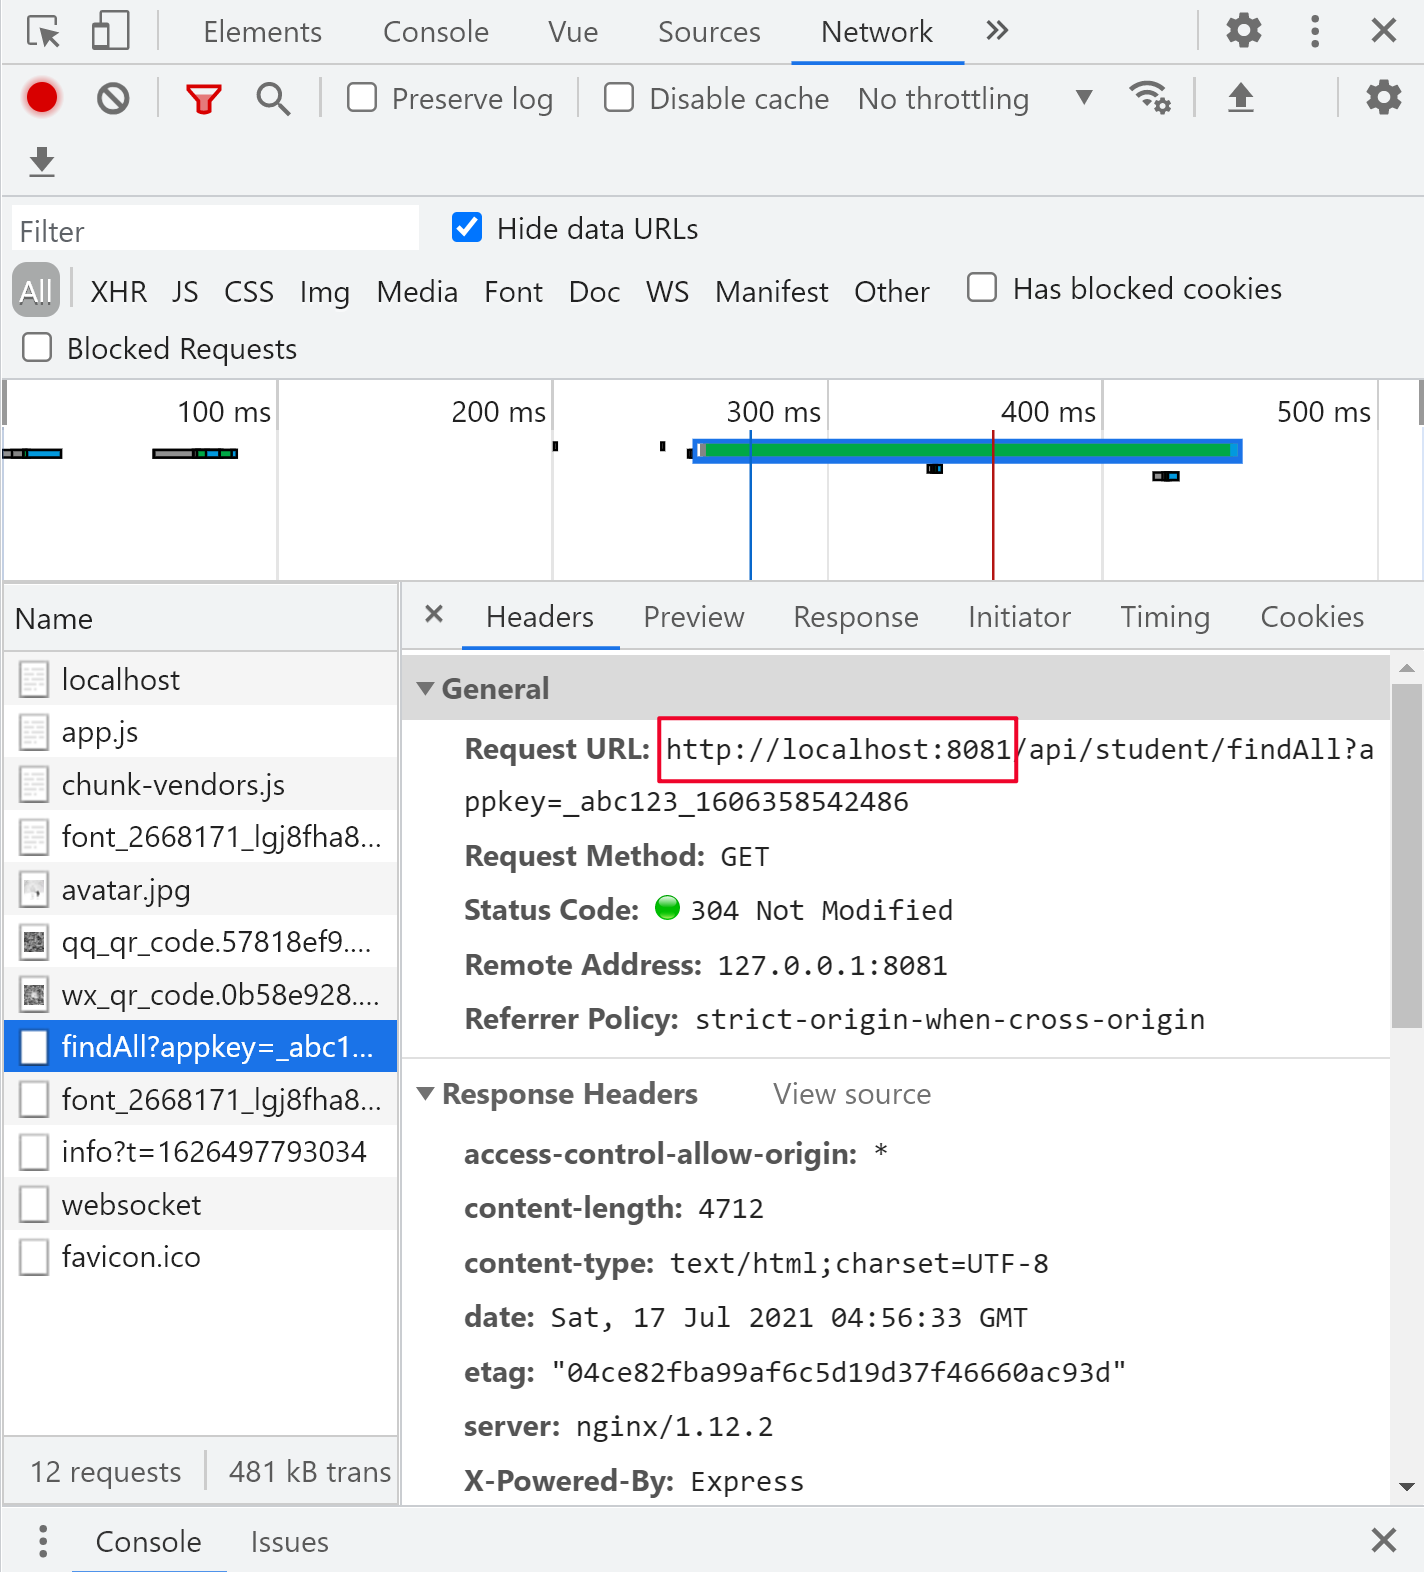 Elements Console Vue Sources Network
Preserve log Disable cache No throttling
Filter Hide data URLs
All XHR JS CSS Img Media Font Doc WS Manifest Other Has blocked cookies
Blocked Requests
100 ms 200 ms 300 ms 400 ms 500 ms
Name
localhost
app.js
chunk-vendors.js
font_2668171_lgj8fha8...
avatar.jpg
qq_qr_code.57818ef9....
wx_qr_code.0b58e928....
findAll?appkey=_abc1...
font_2668171_lgj8fha8...
info?t=1626497793034
websocket
favicon.ico
12 requests 481 kB trans
Headers Preview Response Initiator Timing Cookies
General
Request URL: http://localhost:8081/api/student/findAll?a
ppkey=_abc123_1606358542486
Request Method: GET
Status Code: 304 Not Modified
Remote Address: 127.0.0.1:8081
Referrer Policy: strict-origin-when-cross-origin
Response Headers View source
access-control-allow-origin: *
content-length: 4712
content-type: text/html;charset=UTF-8
date: Sat, 17 Jul 2021 04:56:33 GMT
etag: "04ce82fba99af6c5d19d37f46660ac93d"
server: nginx/1.12.2
X-Powered-By: Express
Console Issues